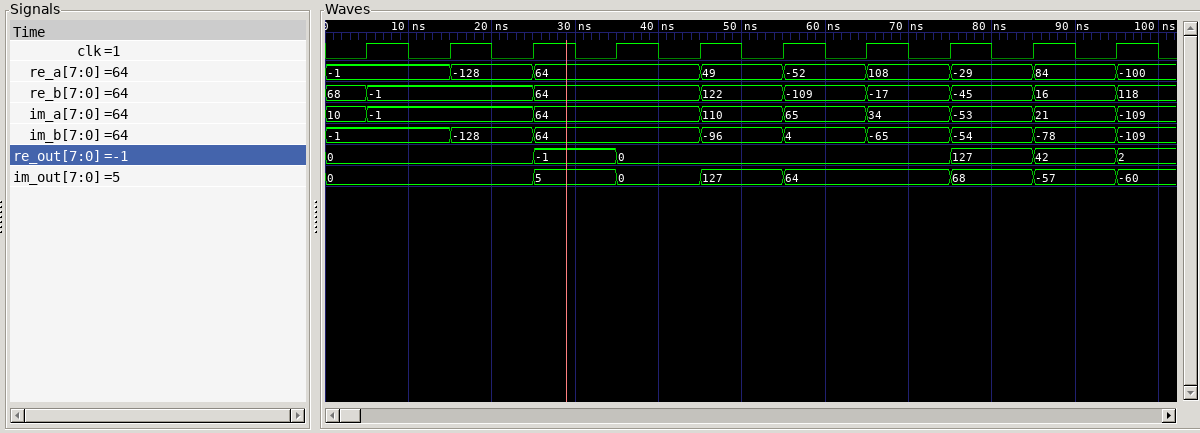 Signals
Waves
Time
0 10 ns 20 ns 30 ns 40 ns 50 ns 60 ns 70 ns 80 ns 90 ns 100 ns
clk=1
re_a[7:0]=64
-1 -128 64 49 -52 108 -29 84 -100
re_b[7:0]=64
68 -1 64 122 -109 -17 -45 16 118
im_a[7:0]=64
10 -1 64 110 65 34 -53 21 -109
im_b[7:0]=64
-1 -128 64 -96 4 -65 -54 -78 -109
re_out[7:0]=-1
0 -1 0 127 42 2
im_out[7:0]=5
0 5 0 127 64 68 -57 -60